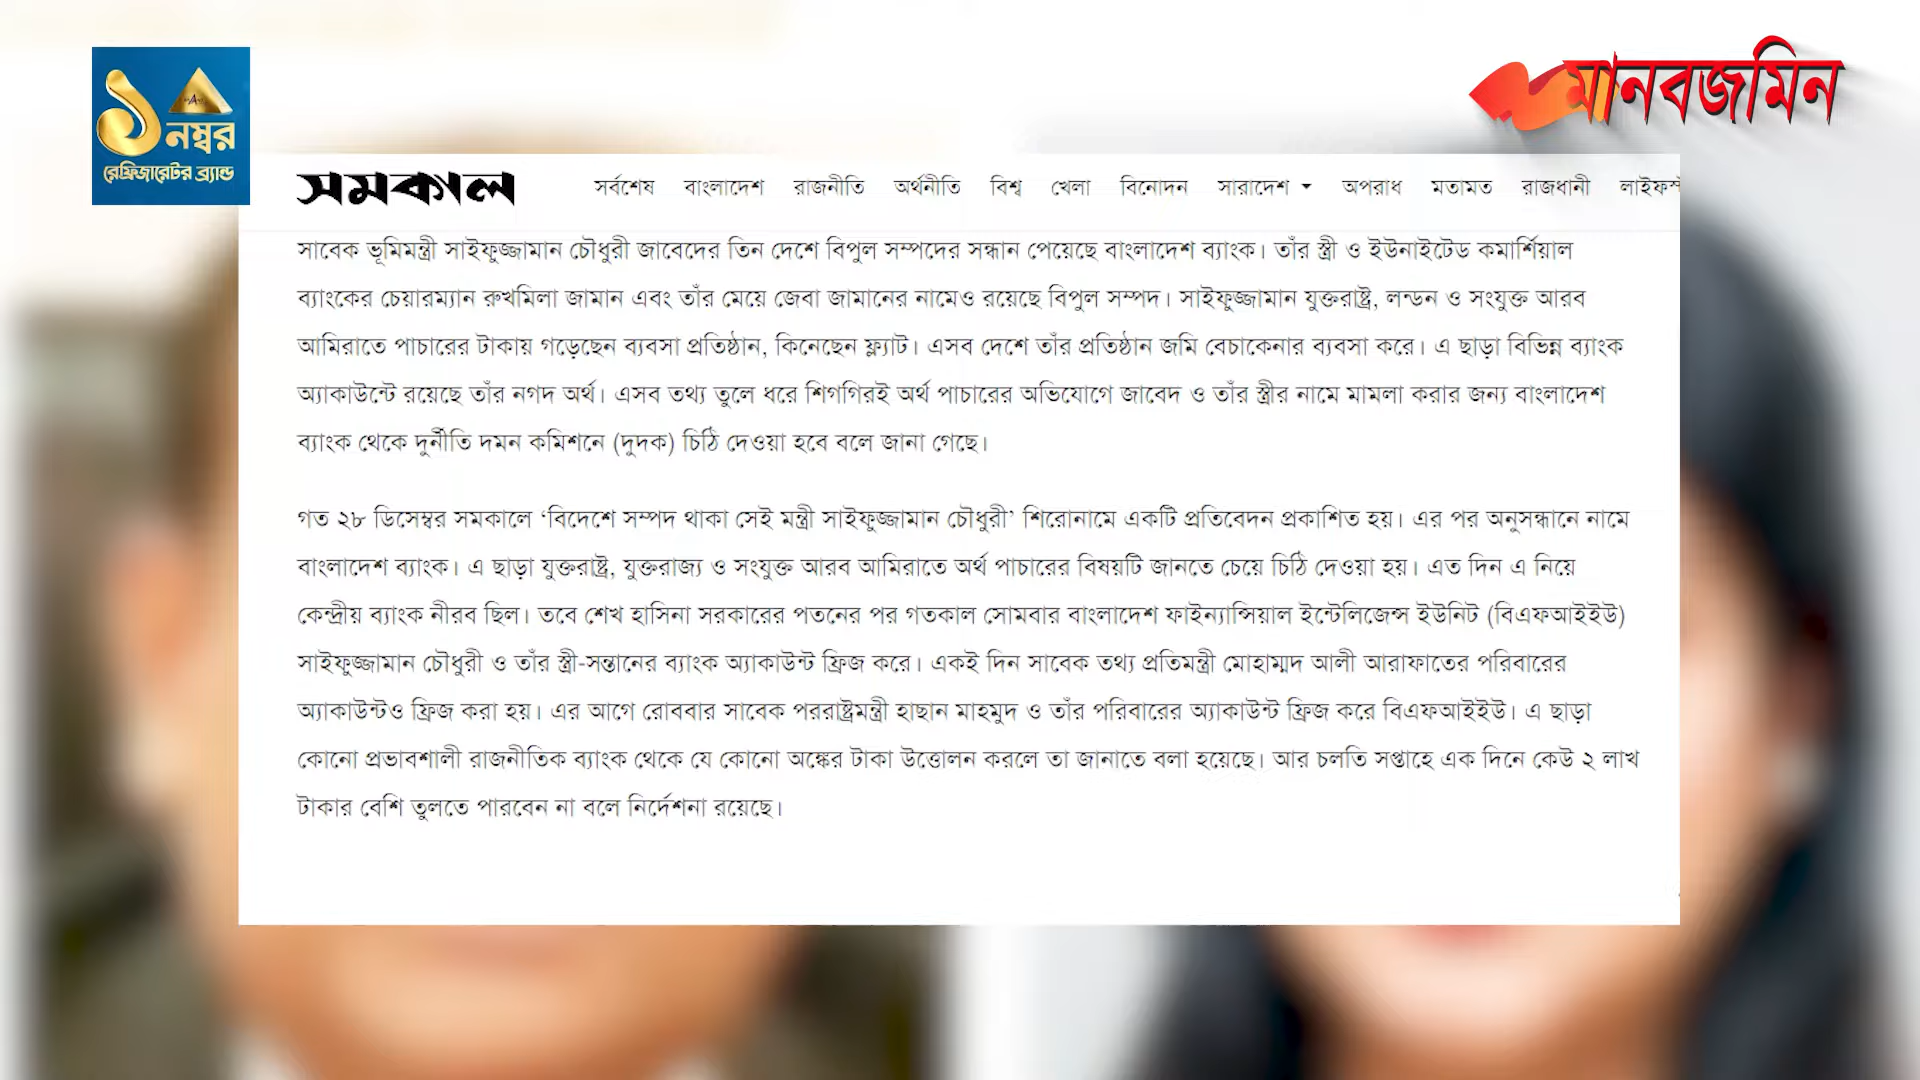 ১ নম্বর
রেফ্রিজারেটর ব্র্যান্ড
মানবজমিন
সমকাল
সর্বশেষ বাংলাদেশ রাজনীতি অর্থনীতি বিশ্ব খেলা বিনোদন সারাদেশ অপরাধ মতামত রাজধানী লাইফস্
সাবেক ভূমিমন্ত্রী সাইফুজ্জামান চৌধুরী জাবেদের তিন দেশে বিপুল সম্পদের সন্ধান পেয়েছে বাংলাদেশ ব্যাংক। তাঁর স্ত্রী ও ইউনাইটেড কমার্শিয়াল
ব্যাংকের চেয়ারম্যান রুখমিলা জামান এবং তাঁর মেয়ে জেবা জামানের নামেও রয়েছে বিপুল সম্পদ। সাইফুজ্জামান যুক্তরাষ্ট্র, লন্ডন ও সংযুক্ত আরব
আমিরাতে পাচারের টাকায় গড়েছেন ব্যবসা প্রতিষ্ঠান, কিনেছেন ফ্ল্যাট। এসব দেশে তাঁর প্রতিষ্ঠান জমি বেচাকেনার ব্যবসা করে। এ ছাড়া বিভিন্ন ব্যাংক
অ্যাকাউন্টে রয়েছে তাঁর নগদ অর্থ। এসব তথ্য তুলে ধরে শিগগিরই অর্থ পাচারের অভিযোগে জাবেদ ও তাঁর স্ত্রীর নামে মামলা করার জন্য বাংলাদেশ
ব্যাংক থেকে দুর্নীতি দমন কমিশনে (দুদক) চিঠি দেওয়া হবে বলে জানা গেছে।
গত ২৮ ডিসেম্বর সমকালে ‘বিদেশে সম্পদ থাকা সেই মন্ত্রী সাইফুজ্জামান চৌধুরী’ শিরোনামে একটি প্রতিবেদন প্রকাশিত হয়। এর পর অনুসন্ধানে নামে
বাংলাদেশ ব্যাংক। এ ছাড়া যুক্তরাষ্ট্র, যুক্তরাজ্য ও সংযুক্ত আরব আমিরাতে অর্থ পাচারের বিষয়টি জানতে চেয়ে চিঠি দেওয়া হয়। এত দিন এ নিয়ে
কেন্দ্রীয় ব্যাংক নীরব ছিল। তবে শেখ হাসিনা সরকারের পতনের পর গতকাল সোমবার বাংলাদেশ ফাইন্যান্সিয়াল ইন্টেলিজেন্স ইউনিট (বিএফআইইউ)
সাইফুজ্জামান চৌধুরী ও তাঁর স্ত্রী-সন্তানের ব্যাংক অ্যাকাউন্ট ফ্রিজ করে। একই দিন সাবেক তথ্য প্রতিমন্ত্রী মোহাম্মদ আলী আরাফাতের পরিবারের
অ্যাকাউন্টও ফ্রিজ করা হয়। এর আগে রোববার সাবেক পররাষ্ট্রমন্ত্রী হাছান মাহমুদ ও তাঁর পরিবারের অ্যাকাউন্ট ফ্রিজ করে বিএফআইইউ। এ ছাড়া
কোনো প্রভাবশালী রাজনীতিক ব্যাংক থেকে যে কোনো অঙ্কের টাকা উত্তোলন করলে তা জানাতে বলা হয়েছে। আর চলতি সপ্তাহে এক দিনে কেউ ২ লাখ
টাকার বেশি তুলতে পারবেন না বলে নির্দেশনা রয়েছে।